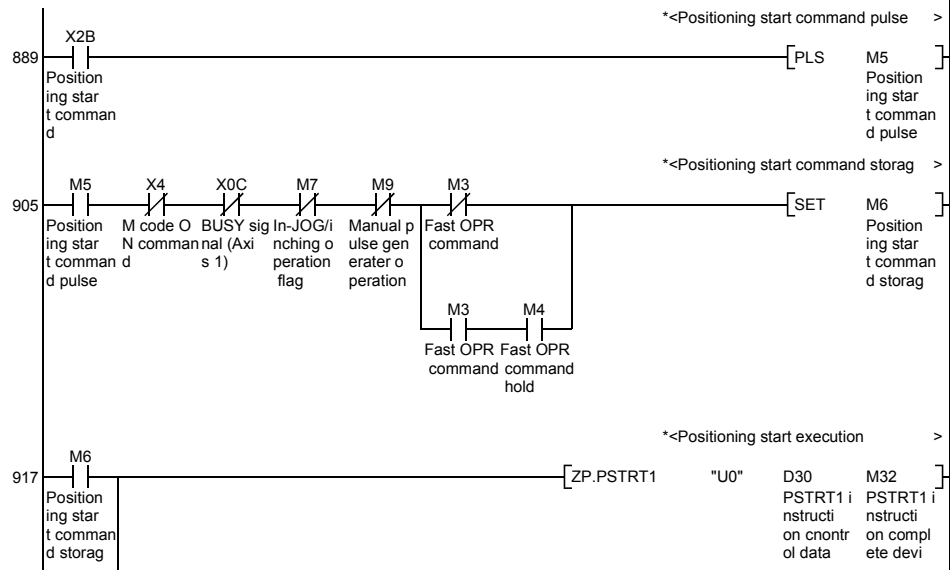 *<Positioning start command pulse >
X2B
889
PLS M5
Position
ing star
t comman
d
Position
ing star
t comman
d pulse
*<Positioning start command storag >
M5 X4 X0C M7 M9 M3
905
SET M6
Position
ing star
t comman
d pulse
M code O
N comman
d
BUSY sig
nal (Axi
s 1)
In-JOG/i
nching o
peration
flag
Manual p
ulse gen
erater o
peration
Fast OPR
command
Position
ing star
t comman
d storag
M3 M4
Fast OPR
command
Fast OPR
command
hold
*<Positioning start execution >
M6
917
ZP.PSTRT1 "U0" D30 M32
Position
ing star
t comman
d storag
PSTRT1 i
nstructi
on cnontr
ol data
PSTRT1 i
nstructi
on compl
ete devi